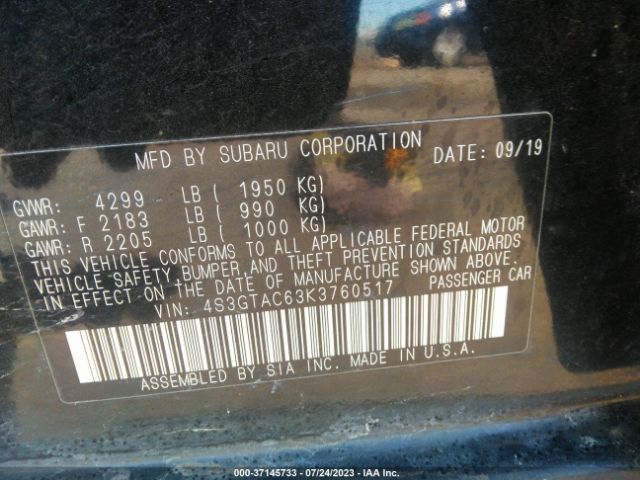 MFD BY SUBARU CORPORATION DATE: 09/19
GVWR: 4299 LB ( 1950 KG)
GAWR: F 2183 LB ( 990 KG)
GAWR: R 2205 LB ( 1000 KG)
THIS VEHICLE CONFORMS TO ALL APPLICABLE FEDERAL MOTOR
VEHICLE SAFETY, BUMPER, AND THEFT PREVENTION STANDARDS
IN EFFECT ON THE DATE OF MANUFACTURE SHOWN ABOVE.
VIN: 4S3GTAC63K3760517 PASSENGER CAR
ASSEMBLED BY SIA INC. MADE IN U.S.A.
000-37145733 - 07/24/2023 - IAA Inc.